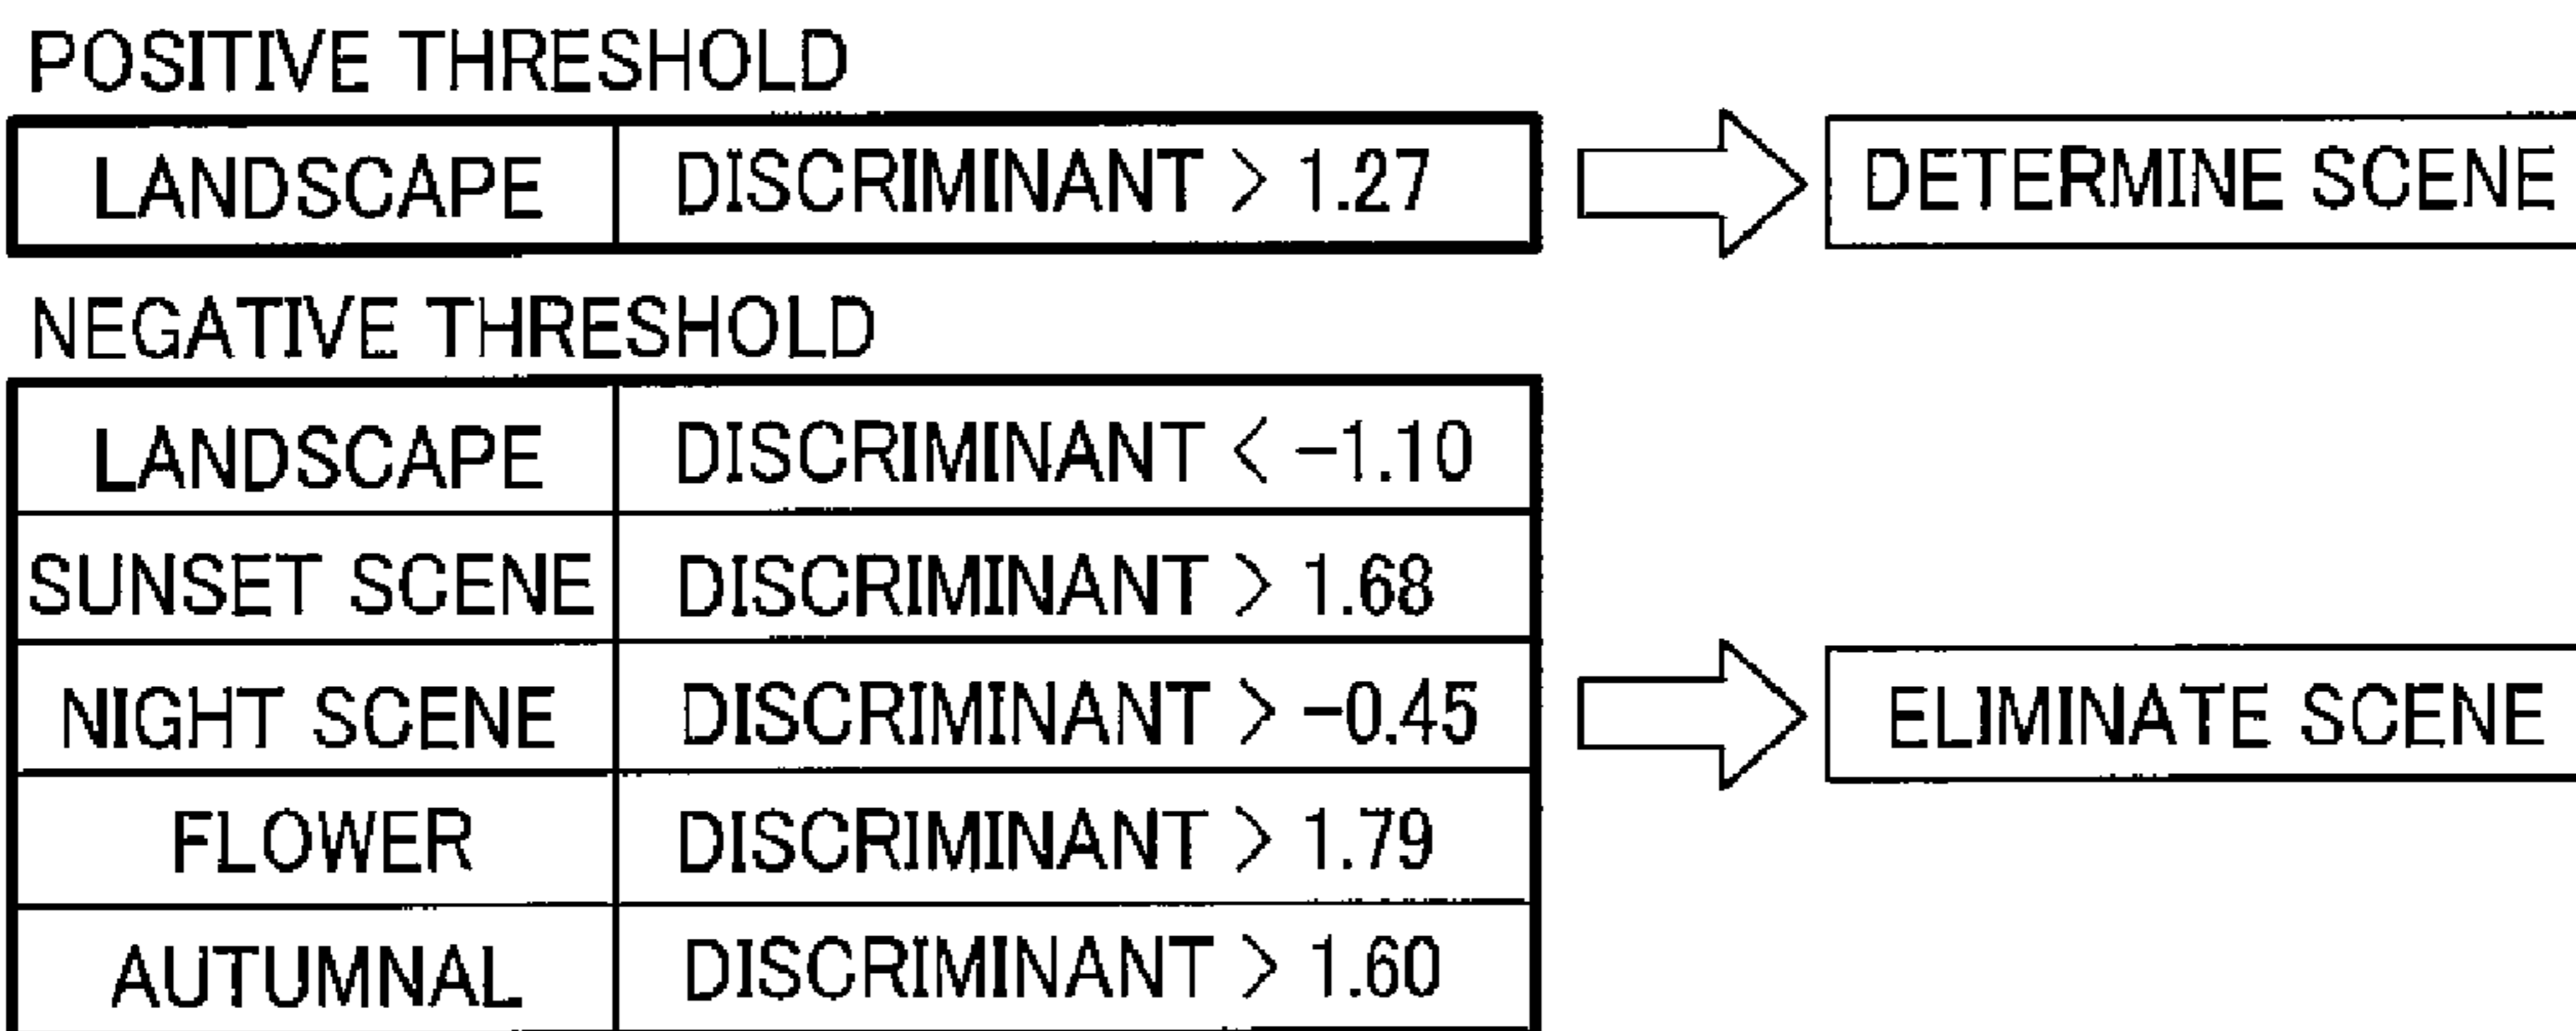 POSITIVE THRESHOLD
LANDSCAPE DISCRIMINANT > 1.27 DETERMINE SCENE
NEGATIVE THRESHOLD
LANDSCAPE DISCRIMINANT < -1.10
SUNSET SCENE DISCRIMINANT > 1.68
NIGHT SCENE DISCRIMINANT > -0.45 ELIMINATE SCENE
FLOWER DISCRIMINANT > 1.79
AUTUMNAL DISCRIMINANT > 1.60